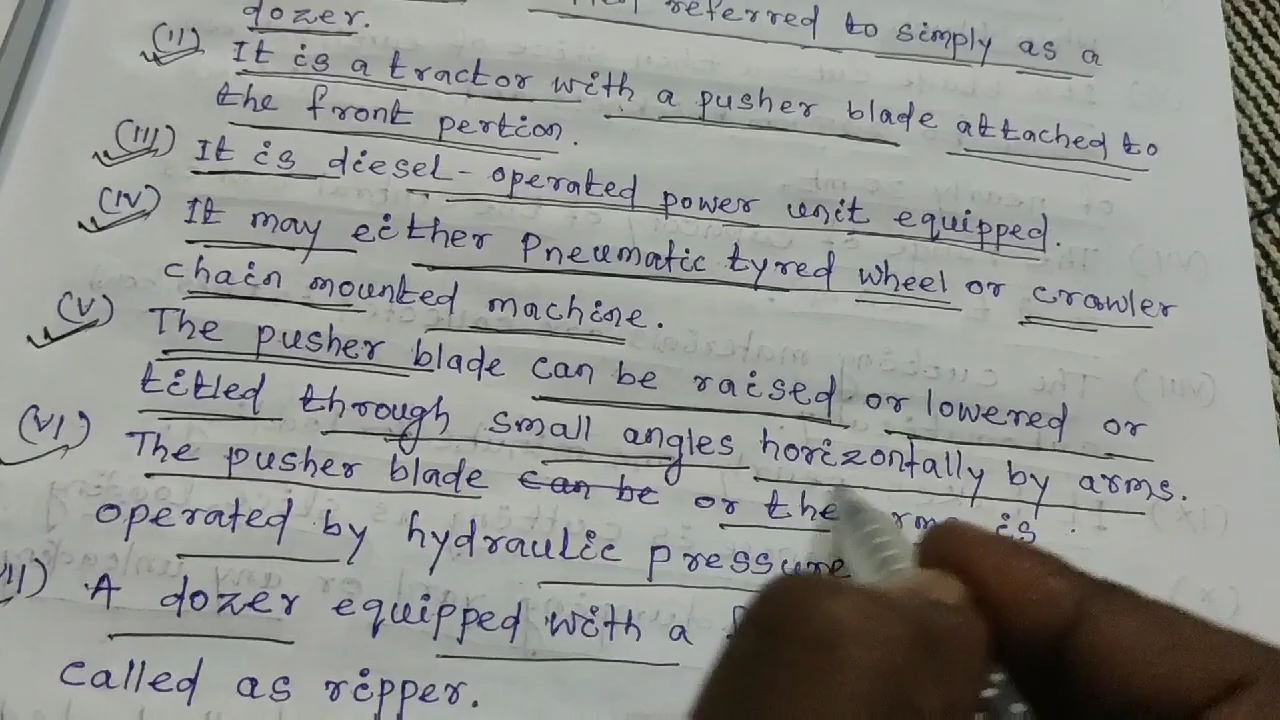 referred to simply as a
dozer.
(II) It is a tractor with a pusher blade attached to
the front pertion.
(III) It is diesel-operated power unit equipped.
(IV) It may either Pneumatic tyred wheel or crawler
chain mounted machine.
(V) The pusher blade can be raised or lowered or
titled through small angles horizontally by arms.
(VI) The pusher blade can be or the is
operated by hydraulic pressure
A dozer equipped with a
called as ripper.